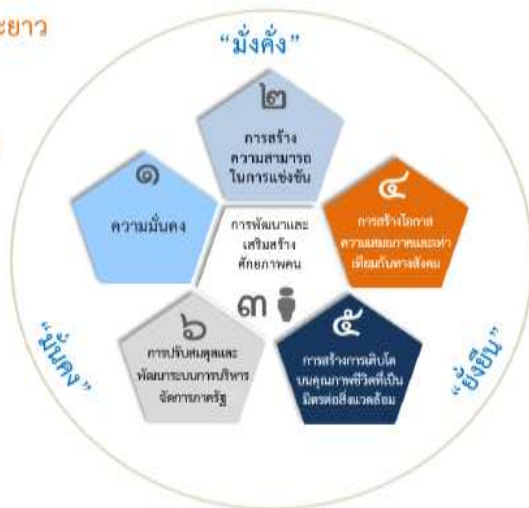 ะยาว
“มั่งคั่ง”
๒
การสร้าง
ความสามารถ
ในการแข่งขัน
๑
ความมั่นคง
๔
การสร้างโอกาส
ความเสมอภาคและเท่า
เทียมกันทางสังคม
การพัฒนาและ
เสริมสร้าง
ศักยภาพคน
๓
๖
การปรับสมดุลและ
พัฒนาระบบการบริหาร
จัดการภาครัฐ
๕
การสร้างการเติบโต
บนคุณภาพชีวิตที่เป็น
มิตรต่อสิ่งแวดล้อม
“มั่นคง”
“ยั่งยืน”